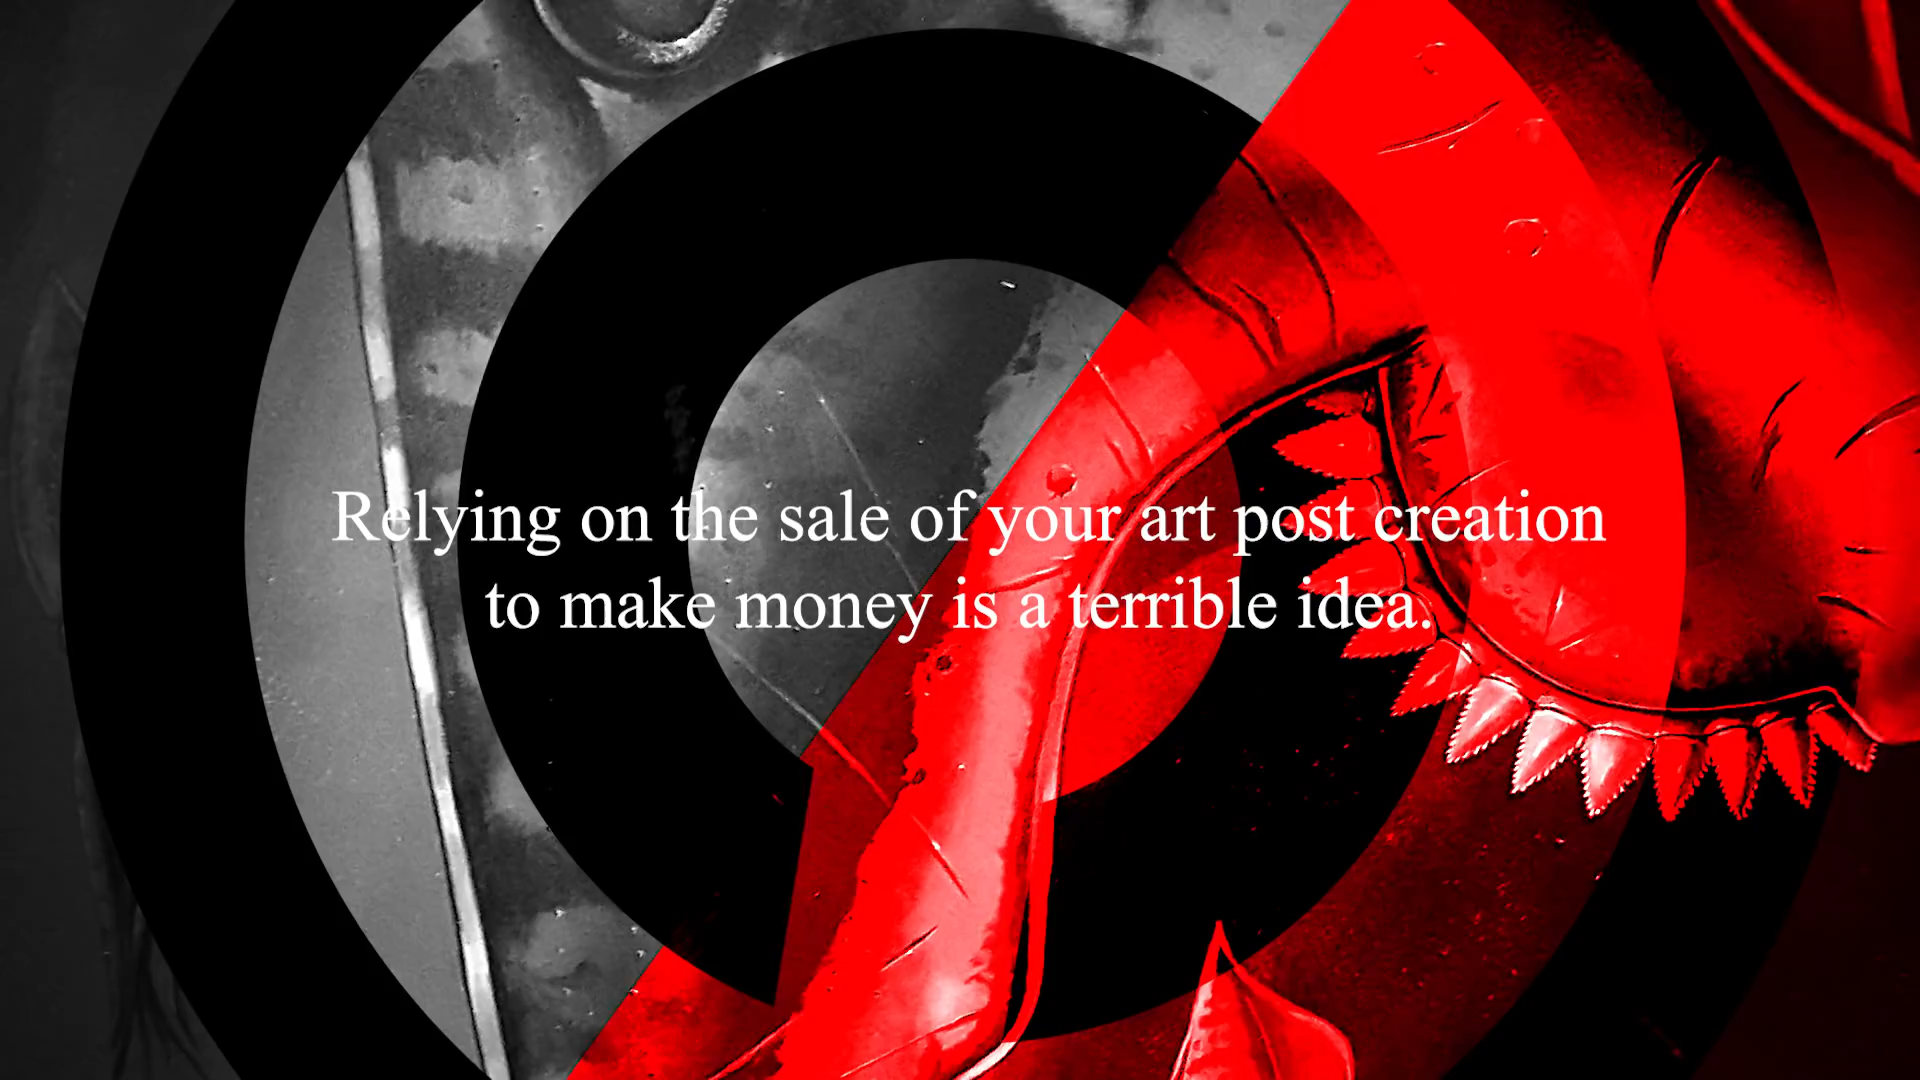 Relying on the sale of your art post creation
to make money is a terrible idea.